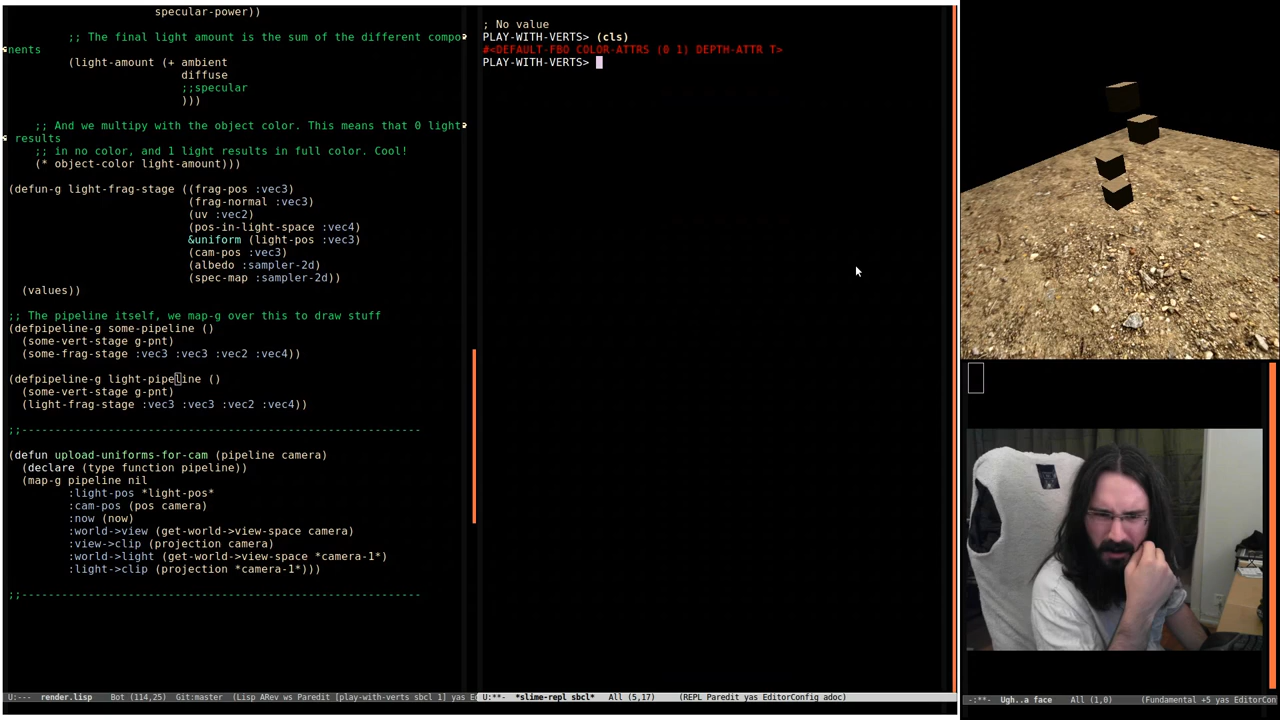 specular-power))
;; The final light amount is the sum of the different compo
nents
(light-amount (+ ambient
diffuse
;;specular
)))
;; And we multipy with the object color. This means that 0 light
results
;; in no color, and 1 light results in full color. Cool!
(* object-color light-amount)))
(defun-g light-frag-stage ((frag-pos :vec3)
(frag-normal :vec3)
(uv :vec2)
(pos-in-light-space :vec4)
&uniform (light-pos :vec3)
(cam-pos :vec3)
(albedo :sampler-2d)
(spec-map :sampler-2d))
(values))
;; The pipeline itself, we map-g over this to draw stuff
(defpipeline-g some-pipeline ()
(some-vert-stage g-pnt)
(some-frag-stage :vec3 :vec3 :vec2 :vec4))
(defpipeline-g light-pipeline ()
(some-vert-stage g-pnt)
(light-frag-stage :vec3 :vec3 :vec2 :vec4))
;;------------------------------------------------------------
(defun upload-uniforms-for-cam (pipeline camera)
(declare (type function pipeline))
(map-g pipeline nil
:light-pos *light-pos*
:cam-pos (pos camera)
:now (now)
:world->view (get-world->view-space camera)
:view->clip (projection camera)
:world->light (get-world->view-space *camera-1*)
:light->clip (projection *camera-1*)))
;;------------------------------------------------------------
U:--- render.lisp Bot (114,25) Git:master (Lisp ARev ws Paredit [play-with-verts sbcl 1] yas E
; No value
PLAY-WITH-VERTS> (cls)
#<DEFAULT-FBO COLOR-ATTRS (0 1) DEPTH-ATTR T>
PLAY-WITH-VERTS>
U:**- *slime-repl sbcl* All (5,17) (REPL Paredit yas EditorConfig adoc)
-:**- Ugh..a face All (1,0) (Fundamental +5 yas EditorCon